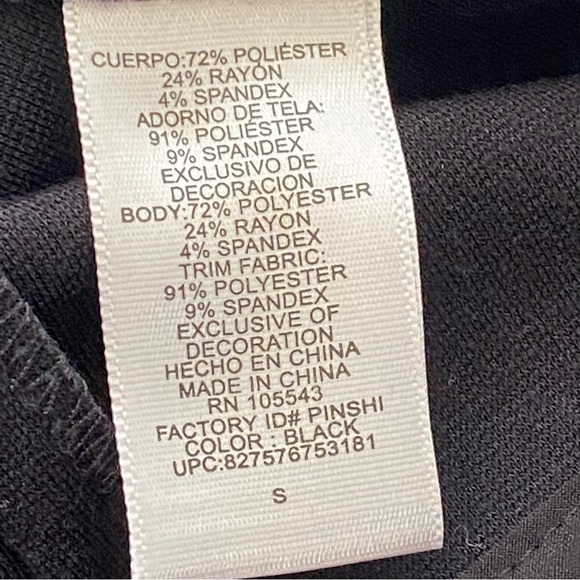 CUERPO:72% POLIÉSTER
24% RAYÓN
4% SPANDEX
ADORNO DE TELA:
91% POLIÉSTER
9% SPANDEX
EXCLUSIVO DE
DECORACION
BODY:72% POLYESTER
24% RAYON
4% SPANDEX
TRIM FABRIC:
91% POLYESTER
9% SPANDEX
EXCLUSIVE OF
DECORATION
HECHO EN CHINA
MADE IN CHINA
RN 105543
FACTORY ID# PINSHI
COLOR : BLACK
UPC:827576753181
S